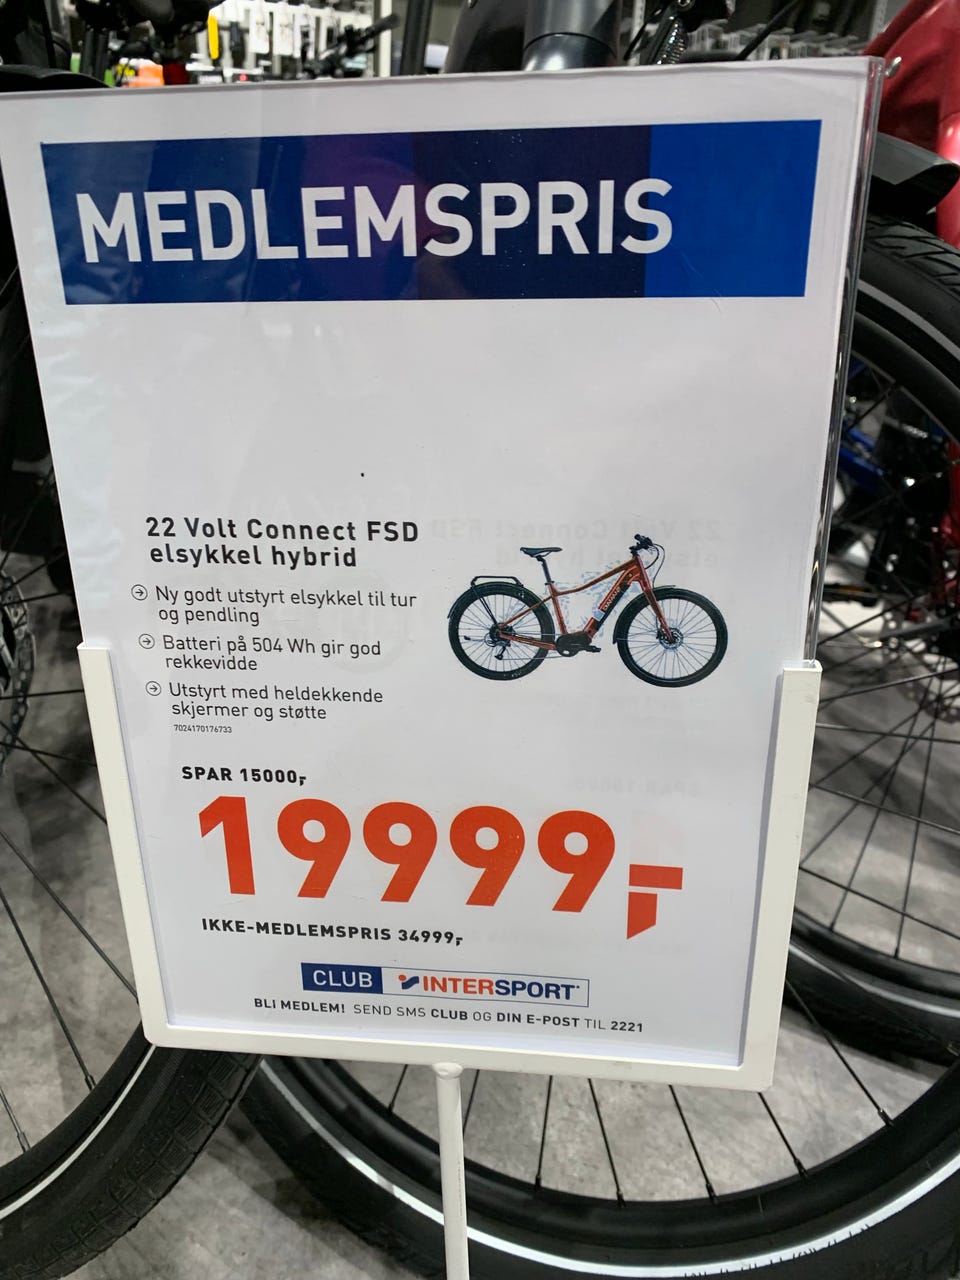 MEDLEMSPRIS
22 Volt Connect FSD
elsykkel hybrid
Ny godt utstyrt elsykkel til tur
og pendling
Batteri på 504 Wh gir god
rekkevidde
Utstyrt med heldekkende
skjermer og støtte
7024170176733
SPAR 15000,-
19999,-
IKKE-MEDLEMSPRIS 34999,-
CLUB INTERSPORT
BLI MEDLEM! SEND SMS CLUB OG DIN E-POST TIL 2221